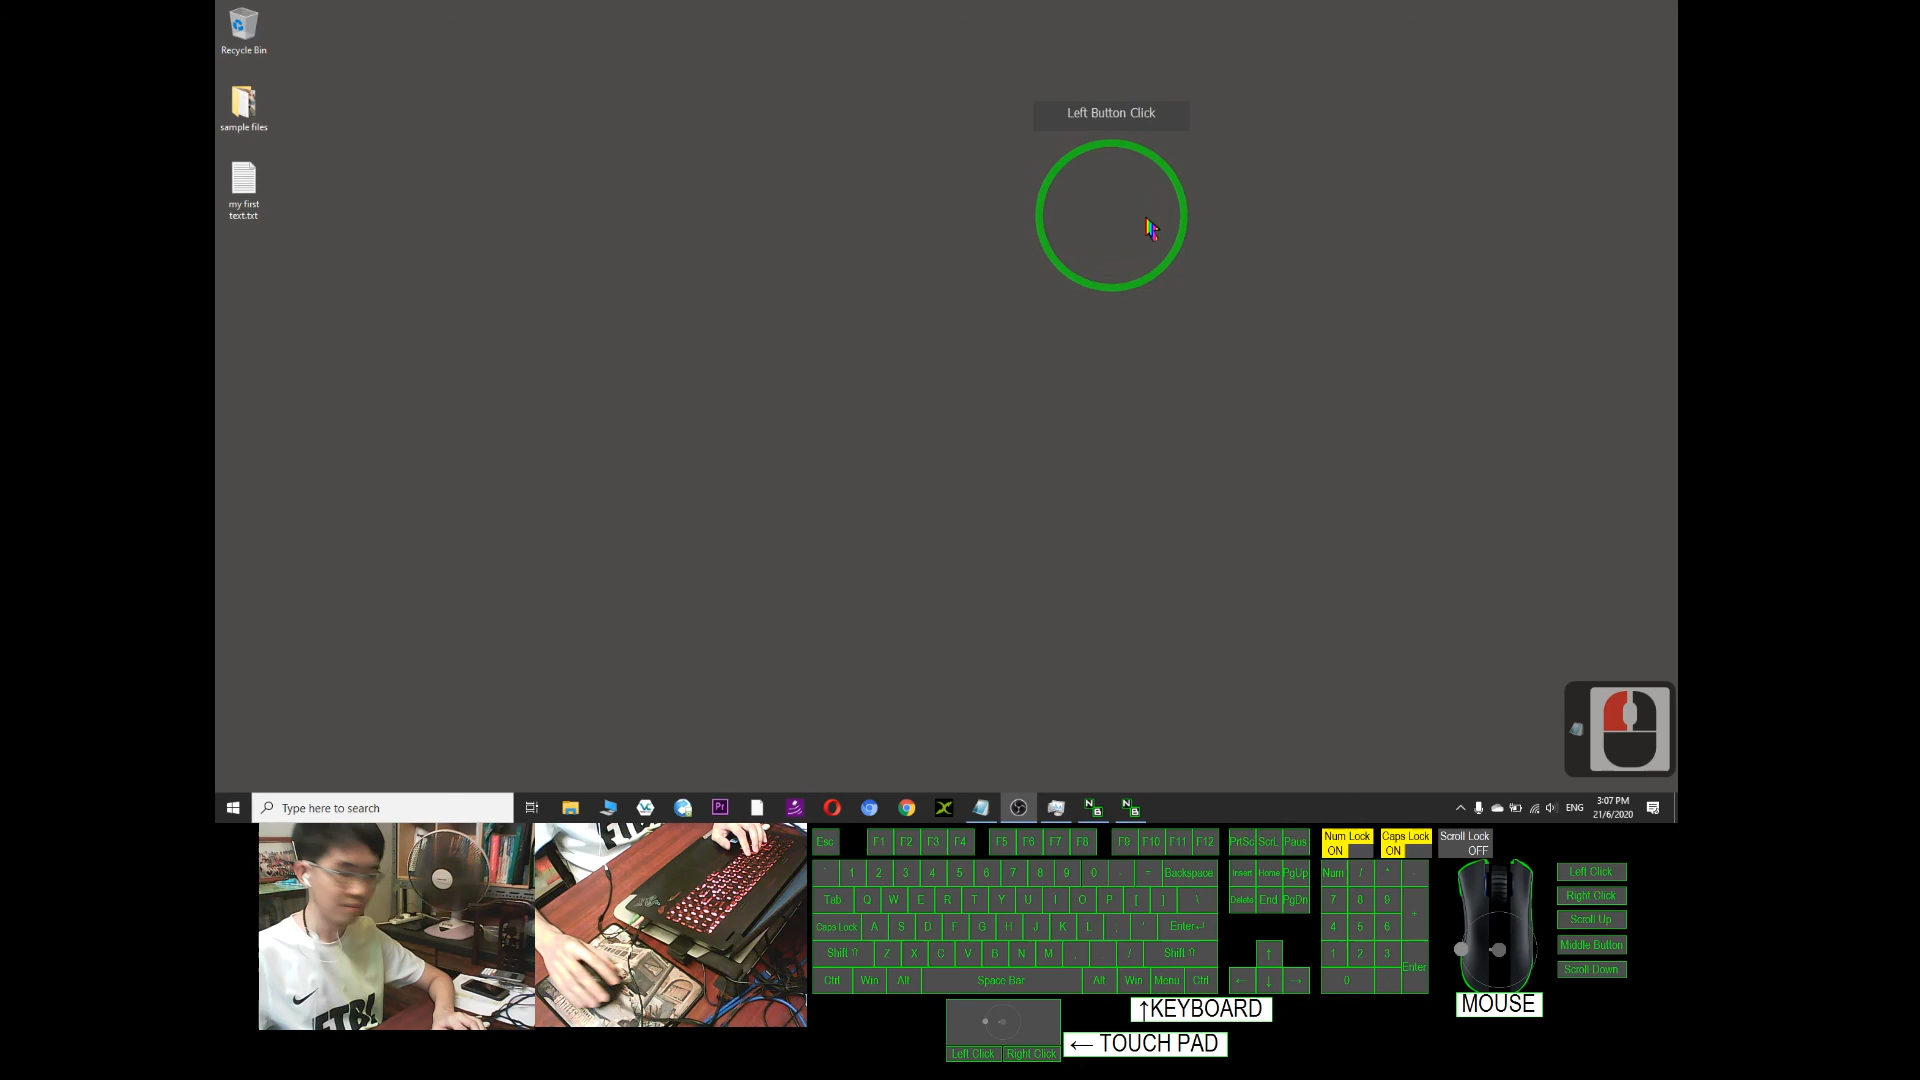 Recycle Bin
sample files
my first
text.txt
Left Button Click
Type here to search
Pr
N
B
N
B
ENG
3:07 PM
21/6/2020
Esc F1 F2 F3 F4 F5 F6 F7 F8 F9 F10 F11 F12 PrtSc ScrL Paus
Num Lock
ON
Caps Lock
ON
Scroll Lock
OFF
` 1 2 3 4 5 6 7 8 9 0 - = Backspace Insert Home PgUp Num / * -
Tab Q W E R T Y U I O P [ ] \ Delete End PgDn 7 8 9 +
Caps Lock A S D F G H J K L ; ' Enter↵ 4 5 6
Shift ⇧ Z X C V B N M , . / Shift ⇧ ↑ 1 2 3 Enter
Ctrl Win Alt Space Bar Alt Win Menu Ctrl ← ↓ → 0
Left Click
Right Click
Scroll Up
Middle Button
Scroll Down
MOUSE
↑KEYBOARD
← TOUCH PAD
Left Click Right Click